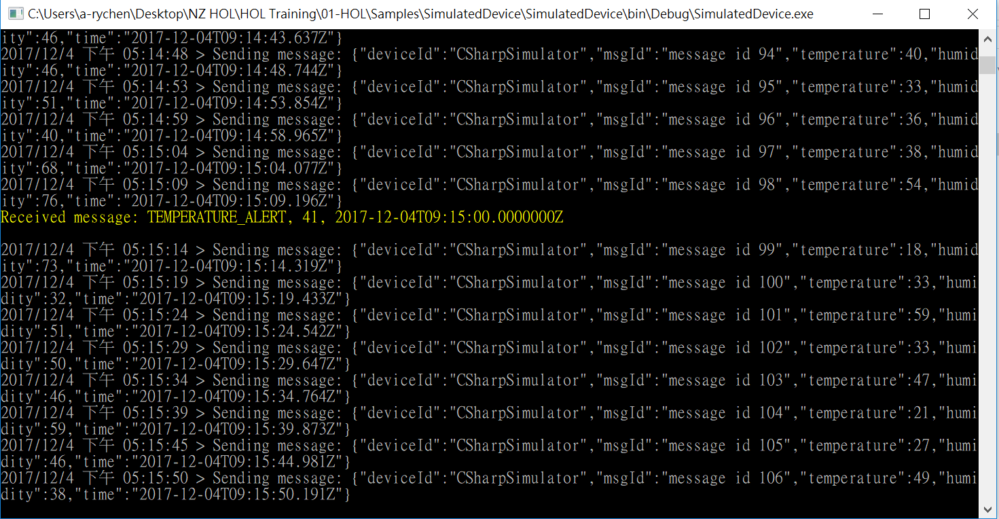 C:\Users\a-rychen\Desktop\NZ HOL\HOL Training\01-HOL\Samples\SimulatedDevice\SimulatedDevice\bin\Debug\SimulatedDevice.exe
ity":46,"time":"2017-12-04T09:14:43.637Z"}
2017/12/4 下午 05:14:48 > Sending message: {"deviceId":"CSharpSimulator","msgId":"message id 94","temperature":40,"humid
ity":46,"time":"2017-12-04T09:14:48.744Z"}
2017/12/4 下午 05:14:53 > Sending message: {"deviceId":"CSharpSimulator","msgId":"message id 95","temperature":33,"humid
ity":51,"time":"2017-12-04T09:14:53.854Z"}
2017/12/4 下午 05:14:59 > Sending message: {"deviceId":"CSharpSimulator","msgId":"message id 96","temperature":36,"humid
ity":40,"time":"2017-12-04T09:14:58.965Z"}
2017/12/4 下午 05:15:04 > Sending message: {"deviceId":"CSharpSimulator","msgId":"message id 97","temperature":38,"humid
ity":68,"time":"2017-12-04T09:15:04.077Z"}
2017/12/4 下午 05:15:09 > Sending message: {"deviceId":"CSharpSimulator","msgId":"message id 98","temperature":54,"humid
ity":76,"time":"2017-12-04T09:15:09.196Z"}
Received message: TEMPERATURE_ALERT, 41, 2017-12-04T09:15:00.0000000Z
2017/12/4 下午 05:15:14 > Sending message: {"deviceId":"CSharpSimulator","msgId":"message id 99","temperature":18,"humid
ity":73,"time":"2017-12-04T09:15:14.319Z"}
2017/12/4 下午 05:15:19 > Sending message: {"deviceId":"CSharpSimulator","msgId":"message id 100","temperature":33,"humi
dity":32,"time":"2017-12-04T09:15:19.433Z"}
2017/12/4 下午 05:15:24 > Sending message: {"deviceId":"CSharpSimulator","msgId":"message id 101","temperature":59,"humi
dity":51,"time":"2017-12-04T09:15:24.542Z"}
2017/12/4 下午 05:15:29 > Sending message: {"deviceId":"CSharpSimulator","msgId":"message id 102","temperature":33,"humi
dity":50,"time":"2017-12-04T09:15:29.647Z"}
2017/12/4 下午 05:15:34 > Sending message: {"deviceId":"CSharpSimulator","msgId":"message id 103","temperature":47,"humi
dity":46,"time":"2017-12-04T09:15:34.764Z"}
2017/12/4 下午 05:15:39 > Sending message: {"deviceId":"CSharpSimulator","msgId":"message id 104","temperature":21,"humi
dity":59,"time":"2017-12-04T09:15:39.873Z"}
2017/12/4 下午 05:15:45 > Sending message: {"deviceId":"CSharpSimulator","msgId":"message id 105","temperature":27,"humi
dity":46,"time":"2017-12-04T09:15:44.981Z"}
2017/12/4 下午 05:15:50 > Sending message: {"deviceId":"CSharpSimulator","msgId":"message id 106","temperature":49,"humi
dity":38,"time":"2017-12-04T09:15:50.191Z"}